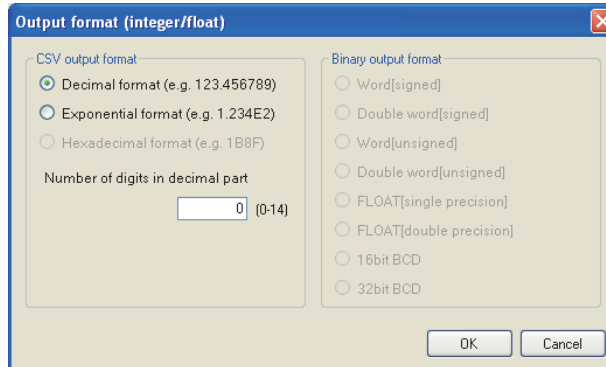 Output format (integer/float)
CSV output format
Decimal format (e.g. 123.456789)
Exponential format (e.g. 1.234E2)
Hexadecimal format (e.g. 1B8F)
Number of digits in decimal part
0 (0-14)
Binary output format
Word[signed]
Double word[signed]
Word[unsigned]
Double word[unsigned]
FLOAT[single precision]
FLOAT[double precision]
16bit BCD
32bit BCD
OK
Cancel